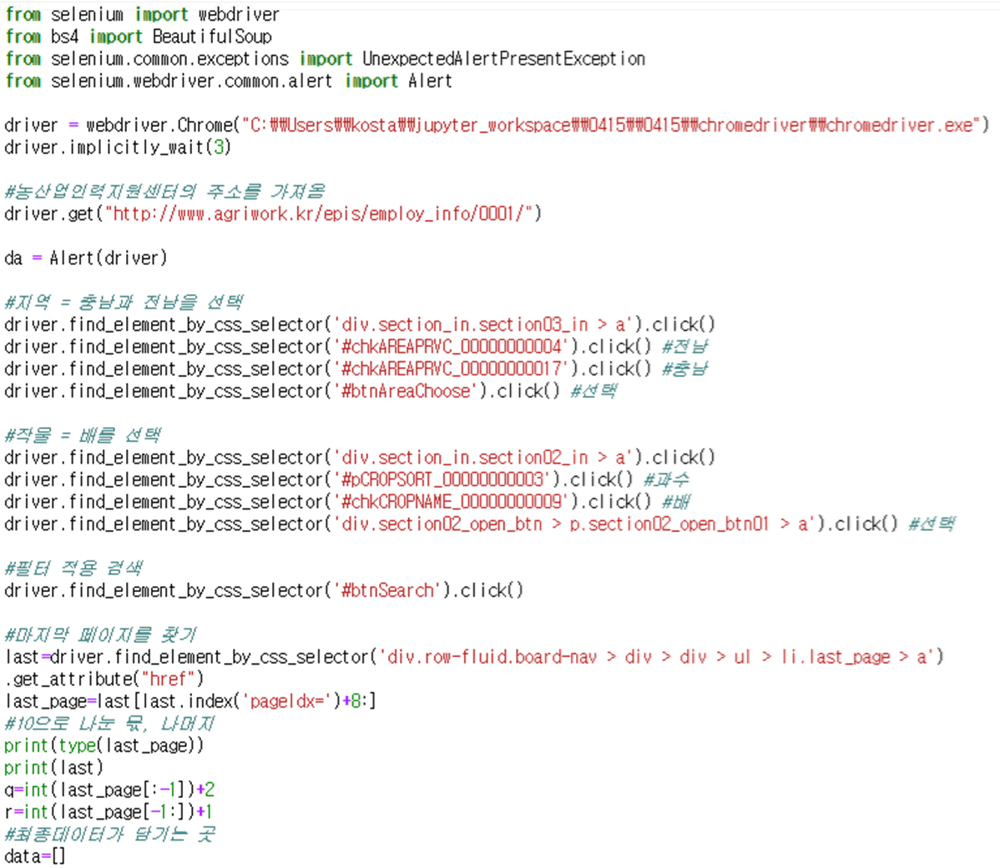 from selenium import webdriver
from bs4 import BeautifulSoup
from selenium.common.exceptions import UnexpectedAlertPresentException
from selenium.webdriver.common.alert import Alert
driver = webdriver.Chrome("C:₩₩Users₩₩kosta₩₩jupyter_workspace₩₩0415₩₩0415₩₩chromedriver₩₩chromedriver.exe")
driver.implicitly_wait(3)
#농산업인력지원센터의 주소를 가져옴
driver.get("http://www.agriwork.kr/epis/employ_info/0001/")
da = Alert(driver)
#지역 = 충남과 전남을 선택
driver.find_element_by_css_selector('div.section_in.section03_in > a').click()
driver.find_element_by_css_selector('#chkAREAPRVC_00000000004').click() #전남
driver.find_element_by_css_selector('#chkAREAPRVC_00000000017').click() #충남
driver.find_element_by_css_selector('#btnAreaChoose').click() #선택
#작물 = 배를 선택
driver.find_element_by_css_selector('div.section_in.section02_in > a').click()
driver.find_element_by_css_selector('#pCROPSORT_00000000003').click() #과수
driver.find_element_by_css_selector('#chkCROPNAME_00000000009').click() #배
driver.find_element_by_css_selector('div.section02_open_btn > p.section02_open_btn01 > a').click() #선택
#필터 적용 검색
driver.find_element_by_css_selector('#btnSearch').click()
#마지막 페이지를 찾기
last=driver.find_element_by_css_selector('div.row-fluid.board-nav > div > div > ul > li.last_page > a')
.get_attribute("href")
last_page=last[last.index('pageIdx=')+8:]
#10으로 나눈 몫, 나머지
print(type(last_page))
print(last)
q=int(last_page[:-1])+2
r=int(last_page[-1:])+1
#최종데이터가 담기는 곳
data=[]